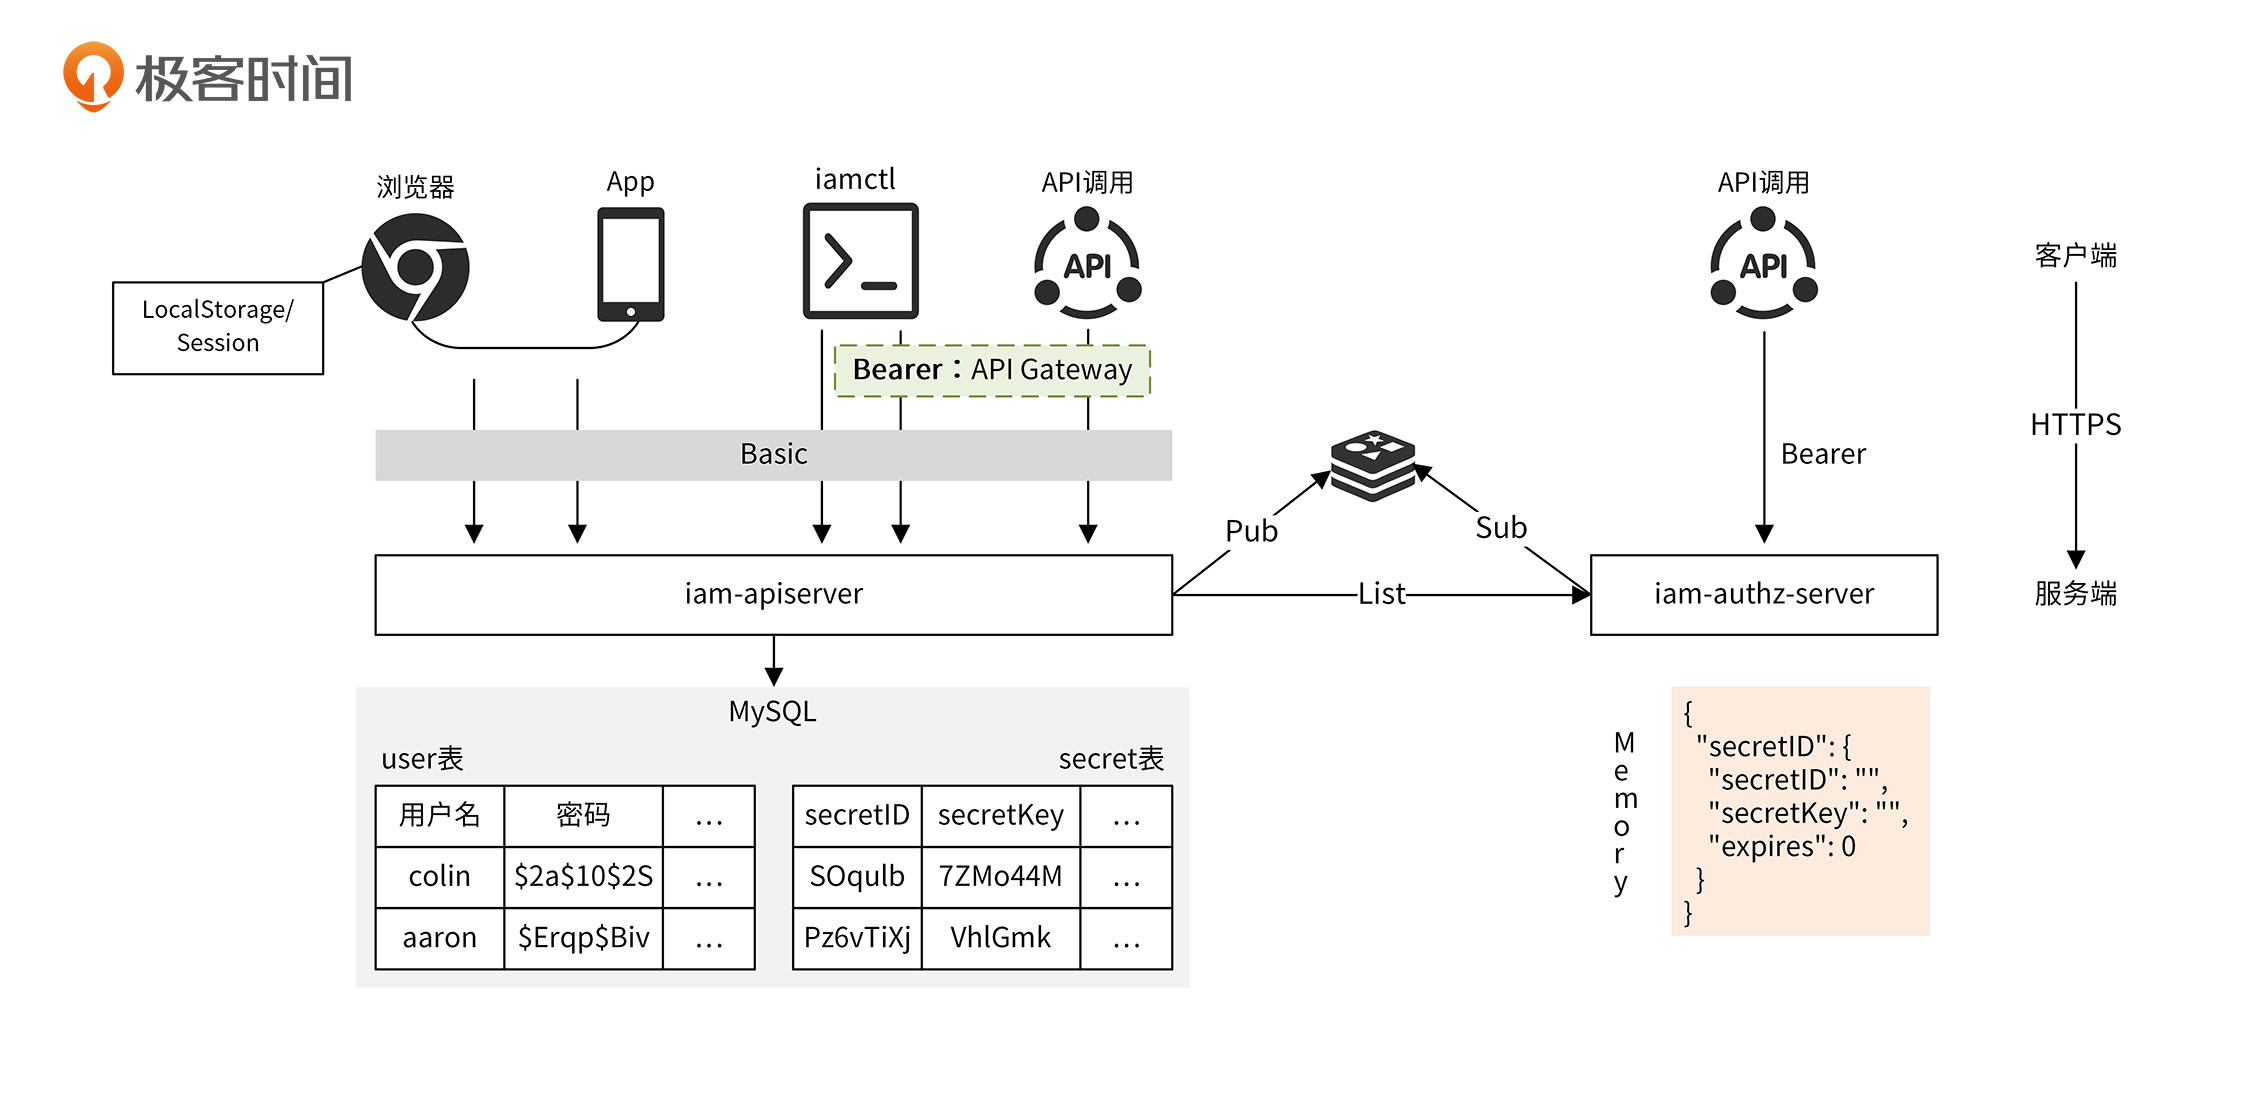 极客时间
浏览器
App
iamctl
API调用
API调用
LocalStorage/
Session
API
API
客户端
Bearer：API Gateway
HTTPS
Basic
Bearer
Pub
Sub
iam-apiserver
List
iam-authz-server
服务端
MySQL
user表
secret表
用户名 密码 ...
colin $2a$10$2S ...
aaron $Erqp$Biv ...
secretID secretKey ...
SOqulb 7ZMo44M ...
Pz6vTiXj VhlGmk ...
Memory
{
"secretID": {
"secretID": "",
"secretKey": "",
"expires": 0
}
}